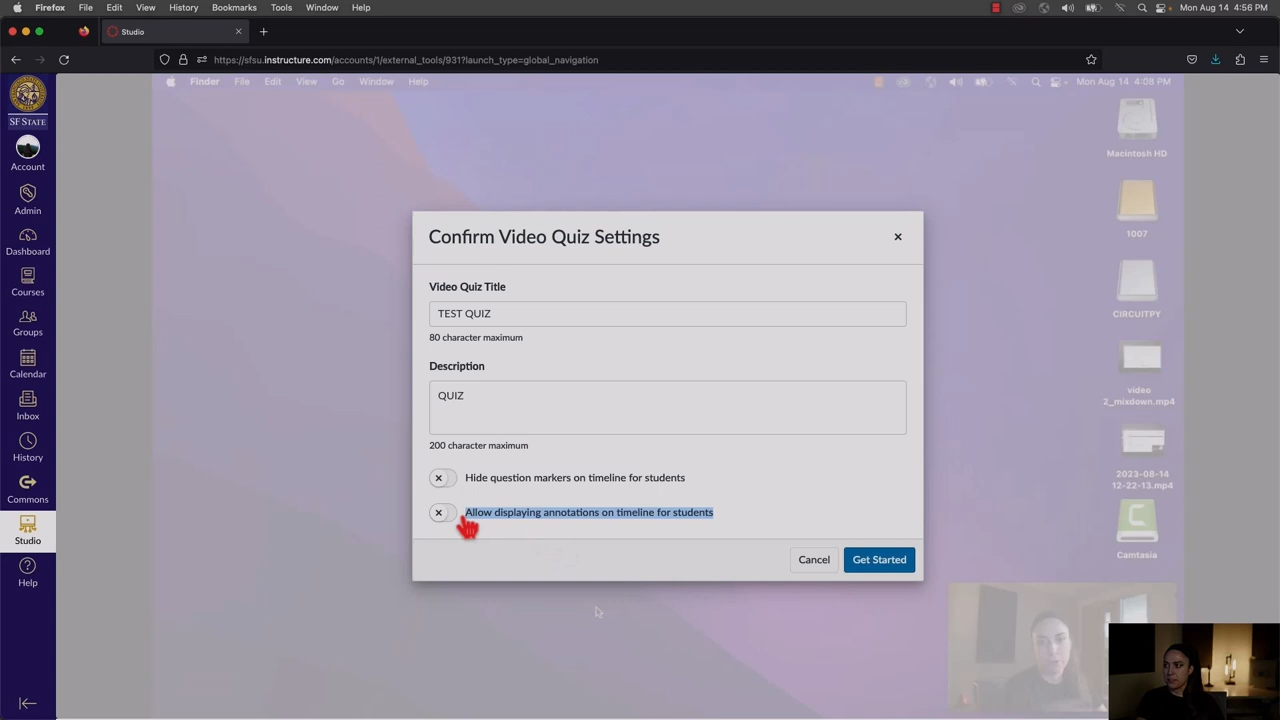 Firefox File Edit View History Bookmarks Tools Window Help Mon Aug 14 4:56 PM
Studio
https://sfsu.instructure.com/accounts/1/external_tools/931?launch_type=global_navigation
Finder File Edit View Go Window Help Mon Aug 14 4:08 PM
SF STATE
Account
Admin
Dashboard
Courses
Groups
Calendar
Inbox
History
Commons
Studio
Help
Confirm Video Quiz Settings
Video Quiz Title
TEST QUIZ
80 character maximum
Description
QUIZ
200 character maximum
Hide question markers on timeline for students
Allow displaying annotations on timeline for students
Cancel Get Started
Macintosh HD
1007
CIRCUITPY
video
2_mixdown.mp4
2023-08-14
12-22-13.mp4
Camtasia